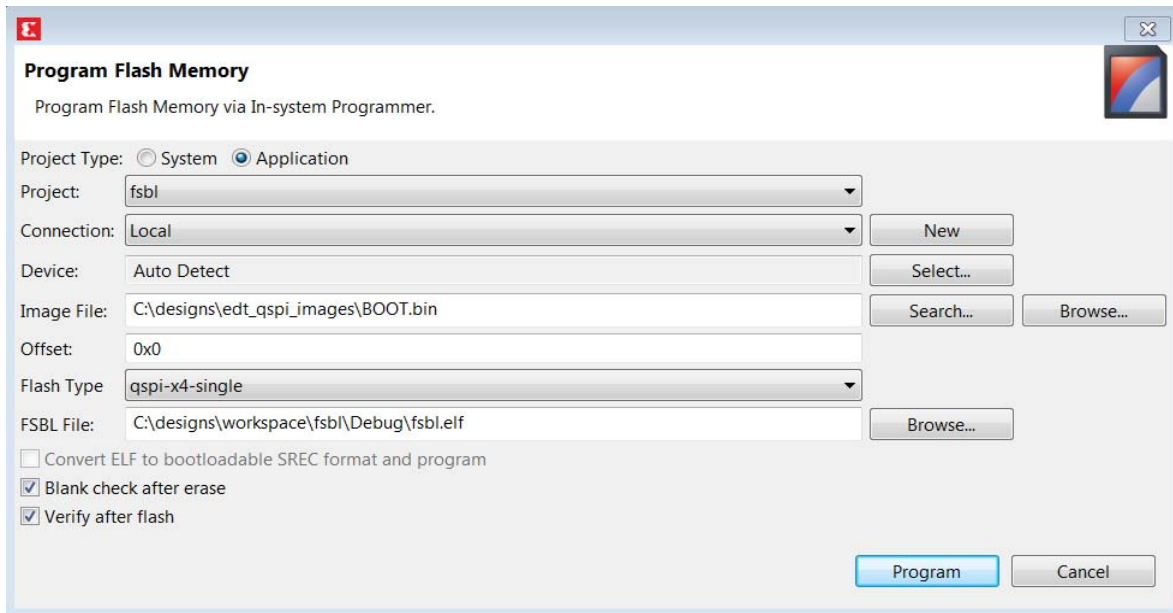 Program Flash Memory
Program Flash Memory via In-system Programmer.
Project Type: System Application
Project: fsbl
Connection: Local New
Device: Auto Detect Select...
Image File: C:\designs\edt_qspi_images\BOOT.bin Search... Browse...
Offset: 0x0
Flash Type qspi-x4-single
FSBL File: C:\designs\workspace\fsbl\Debug\fsbl.elf Browse...
Convert ELF to bootloadable SREC format and program
Blank check after erase
Verify after flash
Program Cancel